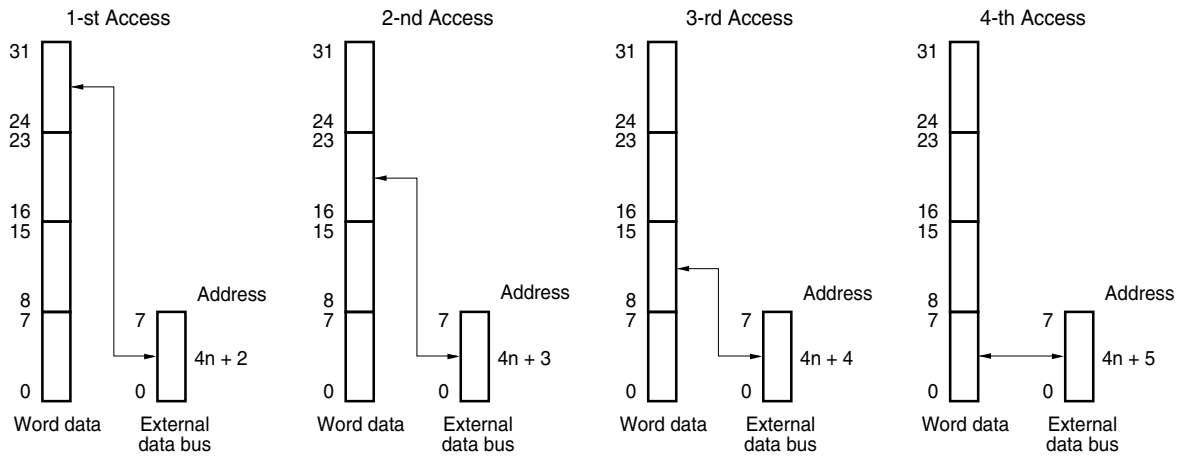 1-st Access
31
24
23
16
15
8
7
0
Word data
Address
7
4n + 2
0
External
data bus
2-nd Access
31
24
23
16
15
8
7
0
Word data
Address
7
4n + 3
0
External
data bus
3-rd Access
31
24
23
16
15
8
7
0
Word data
Address
7
4n + 4
0
External
data bus
4-th Access
31
24
23
16
15
8
7
0
Word data
Address
7
4n + 5
0
External
data bus